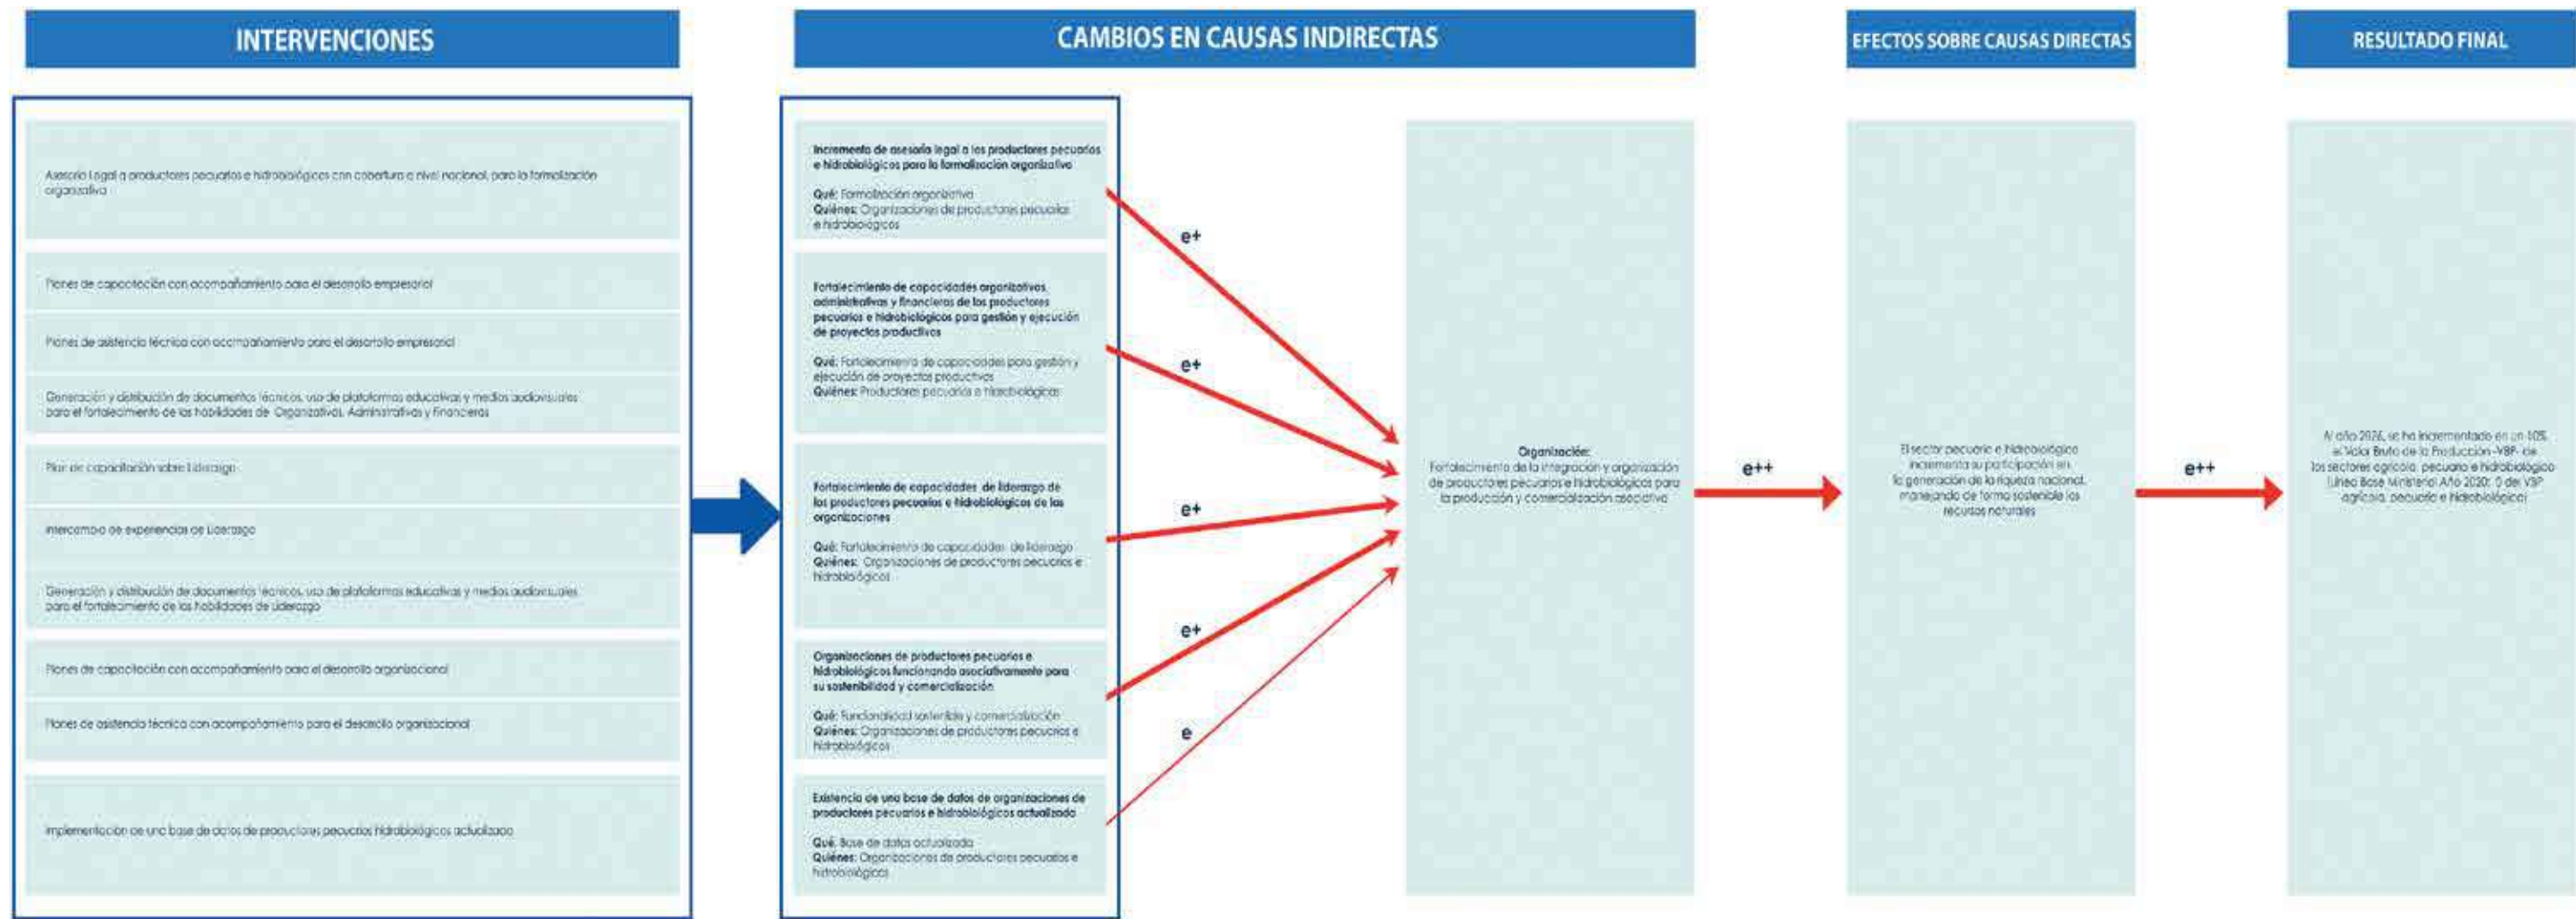 INTERVENCIONES
CAMBIOS EN CAUSAS INDIRECTAS
EFECTOS SOBRE CAUSAS DIRECTAS
RESULTADO FINAL
Asesoría Legal a productores pecuarios e hidrobiológicos con cobertura a nivel nacional, para la formalización
organizativa
Planes de capacitación con acompañamiento para el desarrollo empresarial
Planes de asistencia técnica con acompañamiento para el desarrollo empresarial
Generación y distribución de documentos técnicos, uso de plataformas educativas y medios audiovisuales
para el fortalecimiento de las habilidades de Organizativas, Administrativas y Financieras
Plan de capacitación sobre Liderazgo
Intercambio de experiencias de Liderazgo
Generación y distribución de documentos técnicos, uso de plataformas educativas y medios audiovisuales
para el fortalecimiento de las habilidades de Liderazgo
Planes de capacitación con acompañamiento para el desarrollo organizacional
Planes de asistencia técnica con acompañamiento para el desarrollo organizacional
Implementación de una base de datos de productores pecuarios hidrobiológicos actualizada
Incremento de asesoría legal a los productores pecuarios
e hidrobiológicos para la formalización organizativa
Qué: Formalización organizativa
Quiénes: Organizaciones de productores pecuarios
e hidrobiológicos
Fortalecimiento de capacidades organizativas,
administrativas y financieras de los productores
pecuarios e hidrobiológicos para gestión y ejecución
de proyectos productivos
Qué: Fortalecimiento de capacidades para gestión y
ejecución de proyectos productivos
Quiénes: Productores pecuarios e hidrobiológicos
Fortalecimiento de capacidades de liderazgo de
los productores pecuarios e hidrobiológicos de las
organizaciones
Qué: Fortalecimiento de capacidades de liderazgo
Quiénes: Organizaciones de productores pecuarios e
hidrobiológicos
Organizaciones de productores pecuarios e
hidrobiológicos funcionando asociativamente para
su sostenibilidad y comercialización
Qué: Funcionalidad sostenible y comercialización
Quiénes: Organizaciones de productores pecuarios e
hidrobiológicos
Existencia de una base de datos de organizaciones de
productores pecuarios e hidrobiológicos actualizada
Qué: Base de datos actualizada
Quiénes: Organizaciones de productores pecuarios e
hidrobiológicos
e+
e+
e+
e+
e
Organización:
Fortalecimiento de la integración y organización
de productores pecuarios e hidrobiológicos para
la producción y comercialización asociativa
e++
El sector pecuario e hidrobiológico
incrementa su participación en
la generación de la riqueza nacional,
manejando de forma sostenible los
recursos naturales
e++
Al año 2026, se ha incrementado en un 10%
el Valor Bruto de la Producción -VBP- de
los sectores agrícola, pecuario e hidrobiológico
(Línea Base Ministerial Año 2020: 0 del VBP
agrícola, pecuario e hidrobiológico)